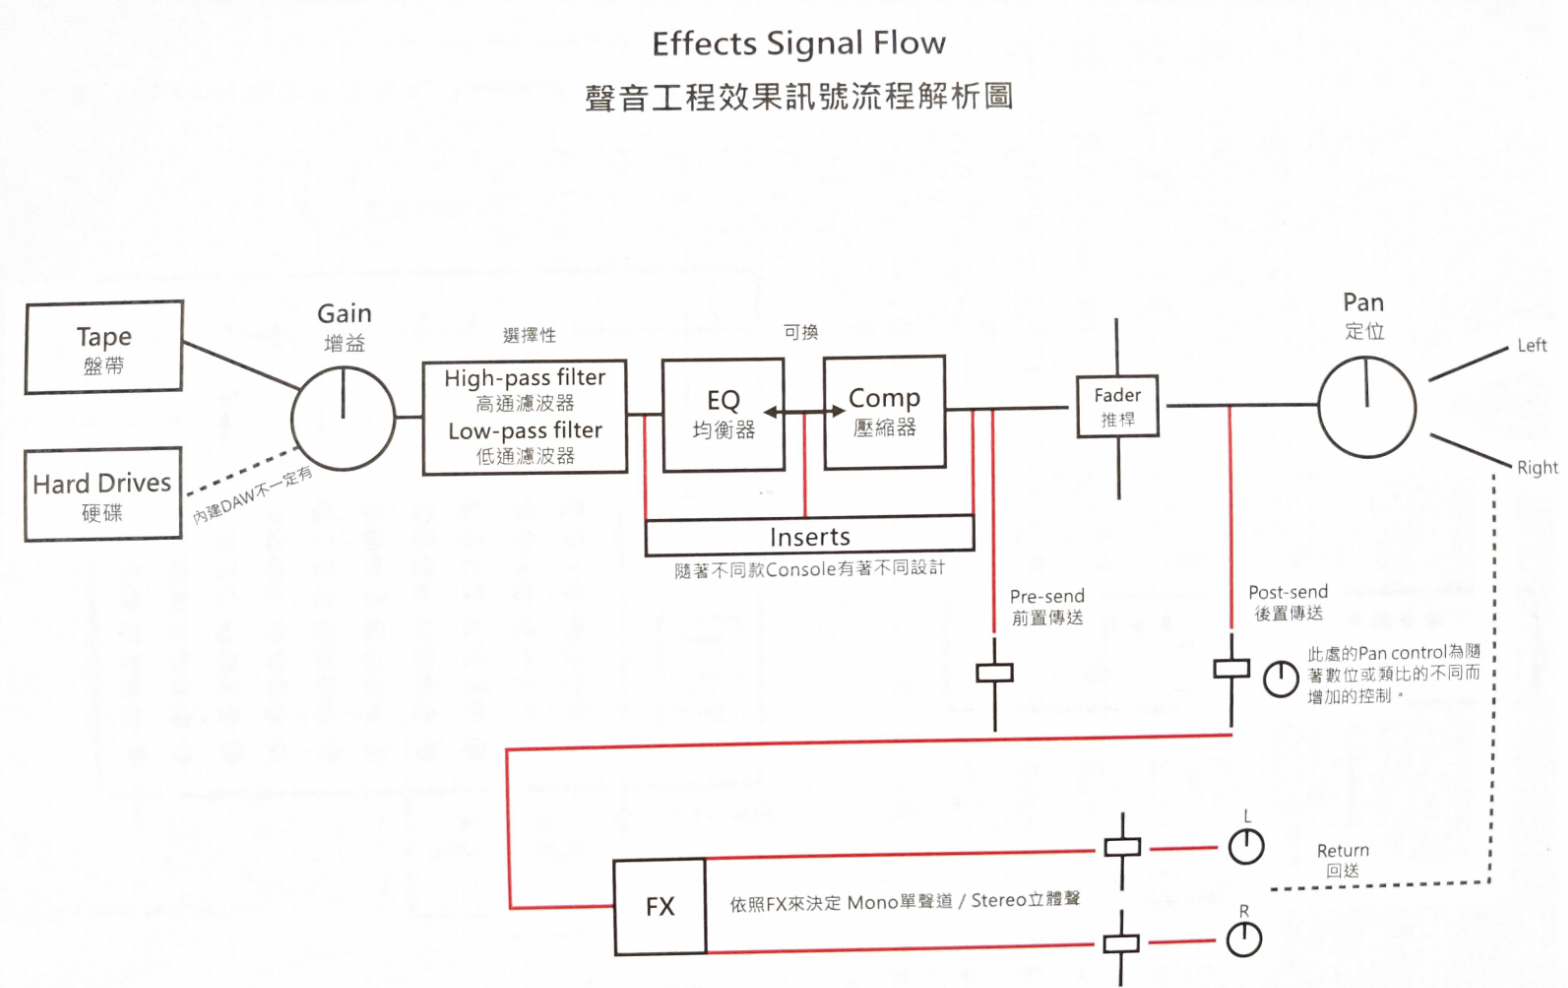 Effects Signal Flow
聲音工程效果訊號流程解析圖
Tape
盤帶
Hard Drives
硬碟
內建DAW不一定有
Gain
增益
選擇性
High-pass filter
高通濾波器
Low-pass filter
低通濾波器
可換
EQ
均衡器
Comp
壓縮器
Inserts
隨著不同款Console有著不同設計
Fader
推桿
Pan
定位
Left
Right
Pre-send
前置傳送
Post-send
後置傳送
此處的Pan control為隨
著數位或類比的不同而
增加的控制。
FX
依照FX來決定 Mono單聲道 / Stereo立體聲
L
R
Return
回送